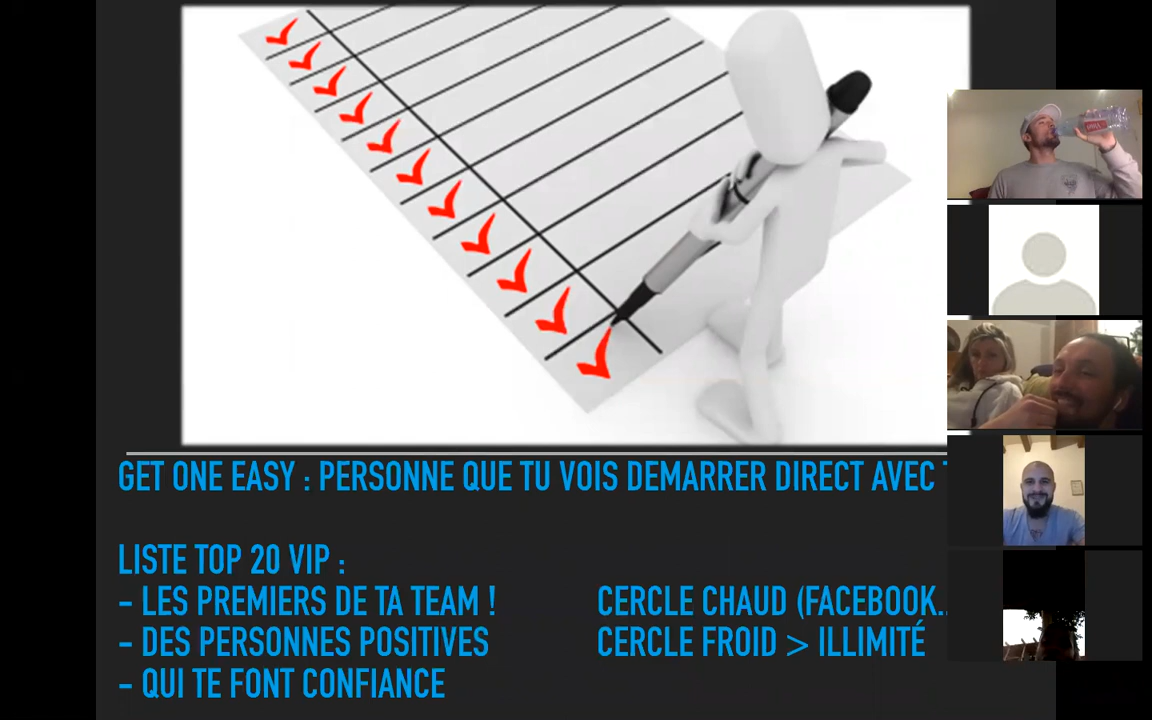 GET ONE EASY : PERSONNE QUE TU VOIS DEMARRER DIRECT AVEC
LISTE TOP 20 VIP :
- LES PREMIERS DE TA TEAM !
- DES PERSONNES POSITIVES
- QUI TE FONT CONFIANCE
CERCLE CHAUD (FACEBOOK..
CERCLE FROID > ILLIMITÉ